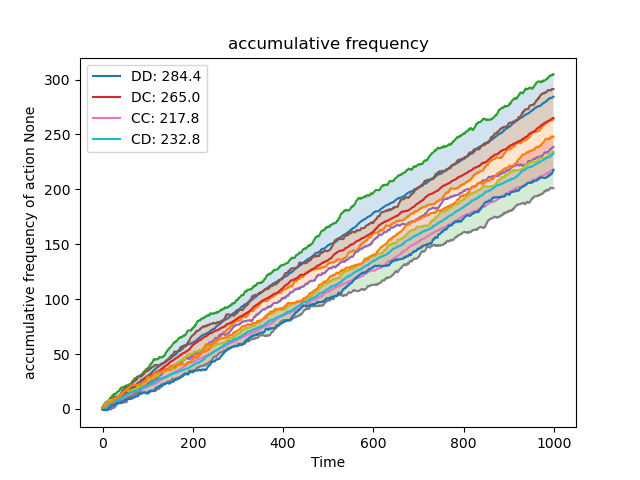 accumulative frequency
DD: 284.4
DC: 265.0
CC: 217.8
CD: 232.8
accumulative frequency of action None
300
250
200
150
100
50
0
0 200 400 600 800 1000
Time